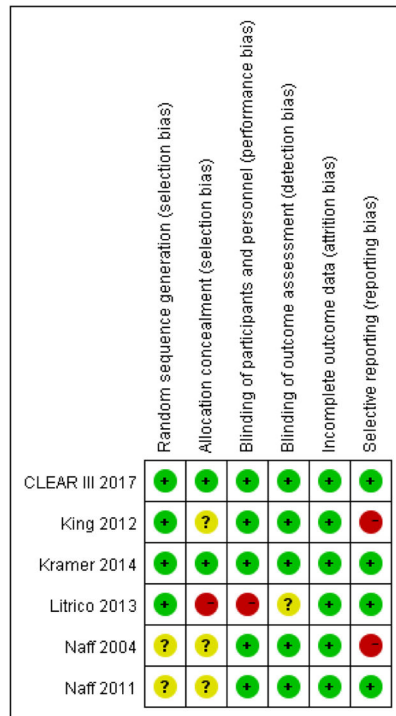 Random sequence generation (selection bias)
Allocation concealment (selection bias)
Blinding of participants and personnel (performance bias)
Blinding of outcome assessment (detection bias)
Incomplete outcome data (attrition bias)
Selective reporting (reporting bias)
CLEAR III 2017 + + + + + +
King 2012 + ? + + + -
Kramer 2014 + + + + + +
Litrico 2013 + - - ? + +
Naff 2004 ? ? + + + -
Naff 2011 ? ? + + + +